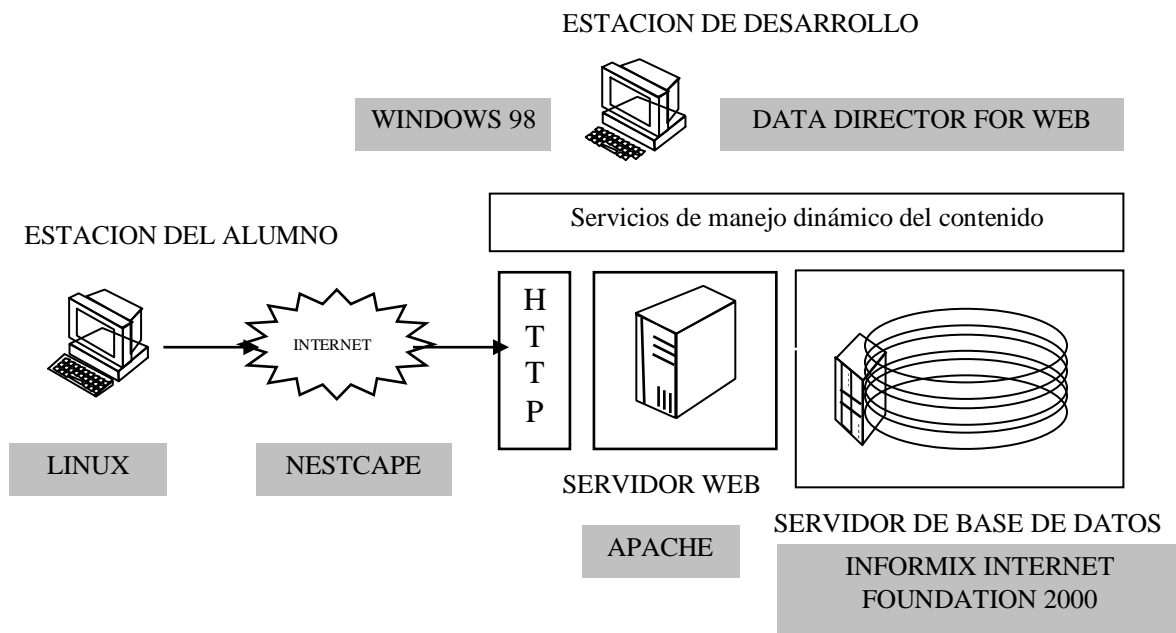 ESTACION DE DESARROLLO
WINDOWS 98
DATA DIRECTOR FOR WEB
Servicios de manejo dinámico del contenido
ESTACION DEL ALUMNO
INTERNET
H
T
T
P
LINUX
NESTCAPE
SERVIDOR WEB
APACHE
SERVIDOR DE BASE DE DATOS
INFORMIX INTERNET
FOUNDATION 2000